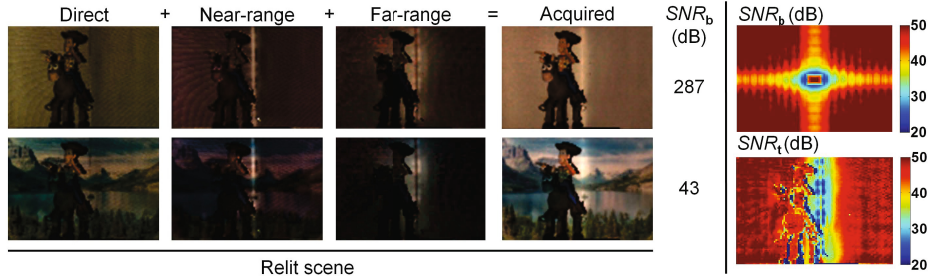 Direct + Near-range + Far-range = Acquired SNRb (dB)
287
43
Relit scene
SNRb (dB)
50
40
30
20
SNRt (dB)
50
40
30
20